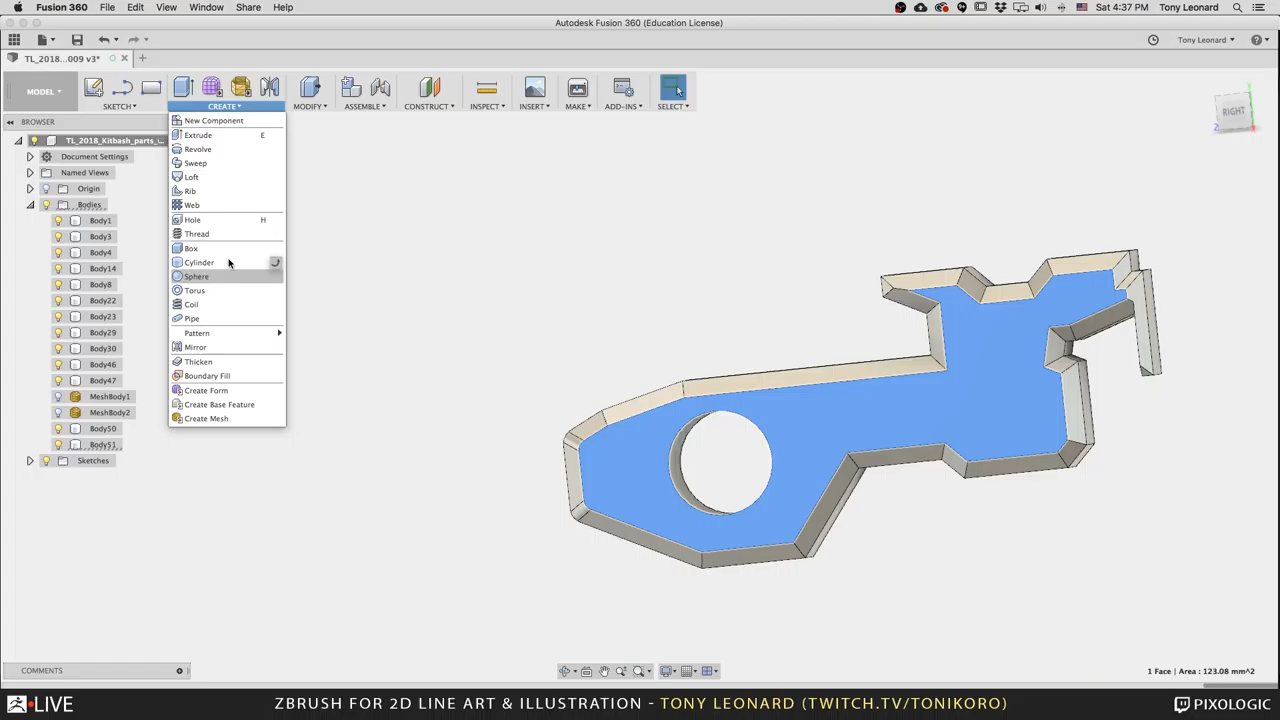 Fusion 360 File Edit View Window Share Help Sat 4:37 PM Tony Leonard
Autodesk Fusion 360 (Education License)
Tony Leonard
TL_2018...009 v3*
MODEL
SKETCH CREATE MODIFY ASSEMBLE CONSTRUCT INSPECT INSERT MAKE ADD-INS SELECT
BROWSER
TL_2018_Kitbash_parts_...
Document Settings
Named Views
Origin
Bodies
Body1
Body3
Body4
Body14
Body8
Body22
Body23
Body29
Body30
Body46
Body47
MeshBody1
MeshBody2
Body50
Body51
Sketches
New Component
Extrude E
Revolve
Sweep
Loft
Rib
Web
Hole H
Thread
Box
Cylinder
Sphere
Torus
Coil
Pipe
Pattern
Mirror
Thicken
Boundary Fill
Create Form
Create Base Feature
Create Mesh
RIGHT
Z
COMMENTS
1 Face | Area : 123.08 mm^2
LIVE
ZBRUSH FOR 2D LINE ART & ILLUSTRATION - TONY LEONARD (TWITCH.TV/TONIKORO)
PIXOLOGIC